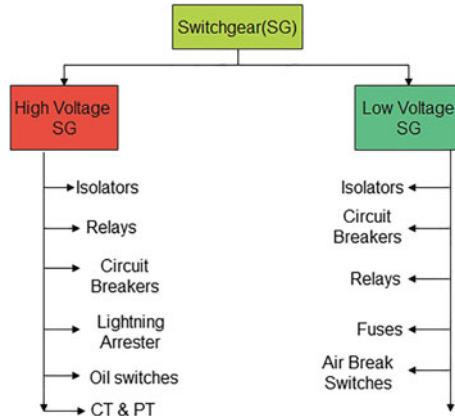 Switchgear(SG)
High Voltage
SG
Isolators
Relays
Circuit
Breakers
Lightning
Arrester
Oil switches
CT & PT
Low Voltage
SG
Isolators
Circuit
Breakers
Relays
Fuses
Air Break
Switches